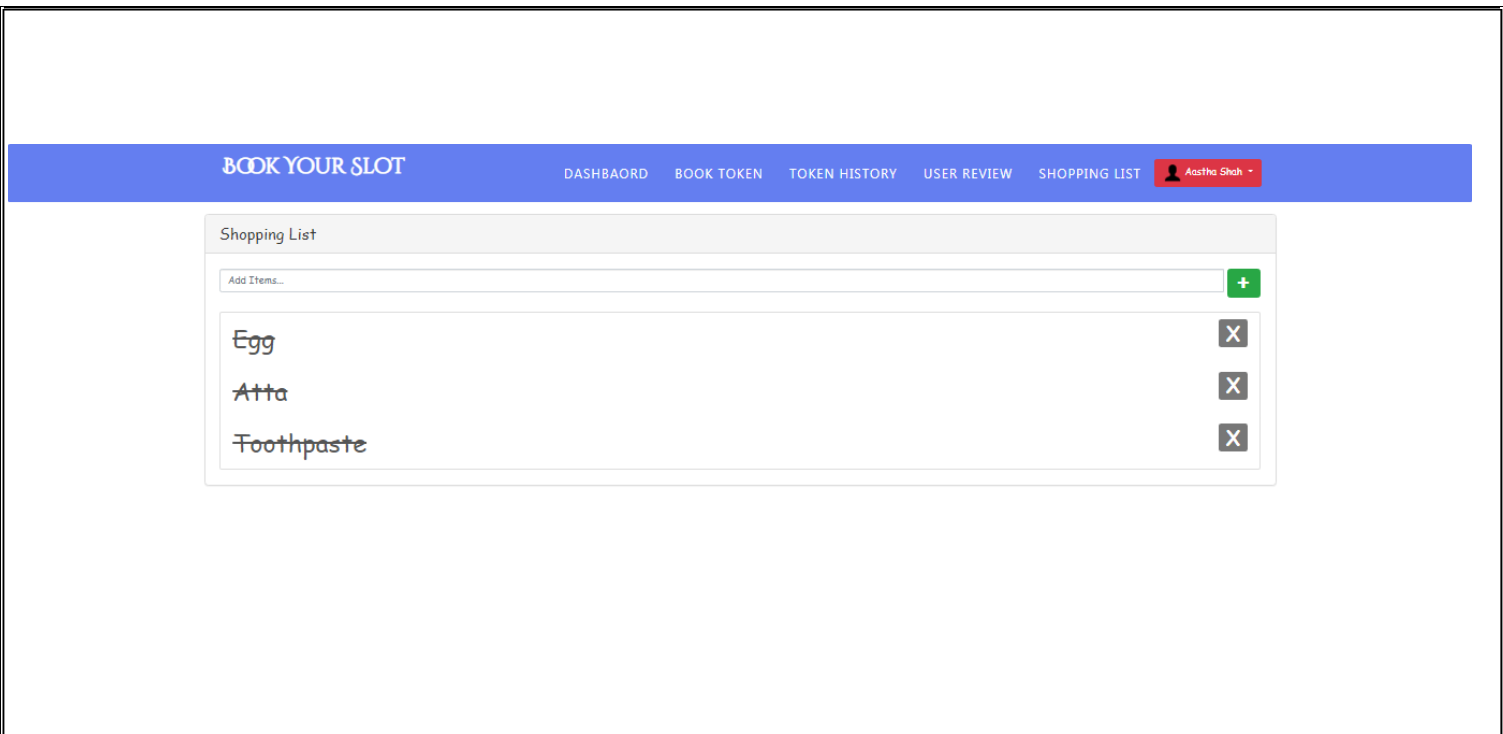 BOOK YOUR SLOT
DASHBAORD BOOK TOKEN TOKEN HISTORY USER REVIEW SHOPPING LIST Aastha Shah
Shopping List
Add Items...
+
Egg X
Atta X
Toothpaste X